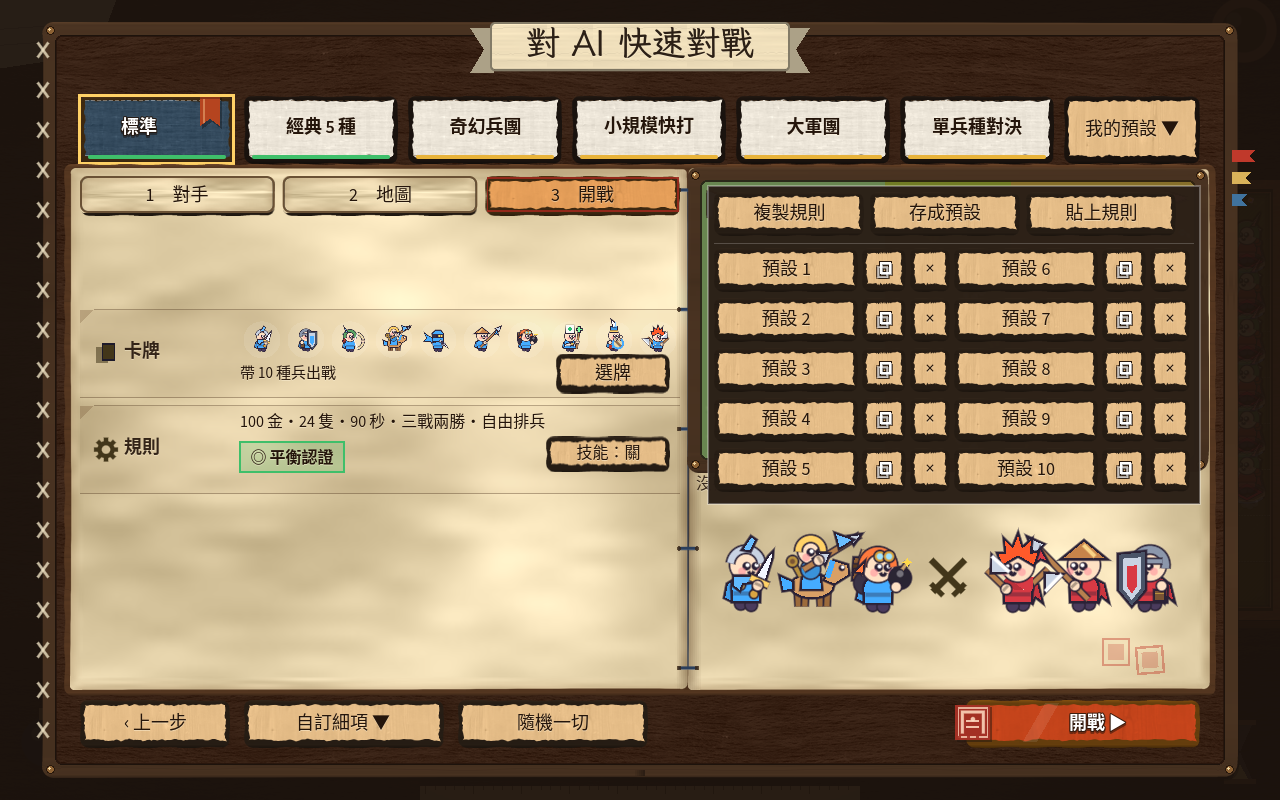 對 AI 快速對戰
標準
經典 5 種
奇幻兵團
小規模快打
大軍團
單兵種對決
我的預設 ▼
1 對手
2 地圖
3 開戰
卡牌
帶 10 種兵出戰
選牌
規則
100 金・24 隻・90 秒・三戰兩勝・自由排兵
◎ 平衡認證
技能：關
複製規則
存成預設
貼上規則
預設 1
×
預設 6
×
預設 2
×
預設 7
×
預設 3
×
預設 8
×
預設 4
×
預設 9
×
預設 5
×
預設 10
×
‹ 上一步
自訂細項 ▼
隨機一切
開戰 ▶